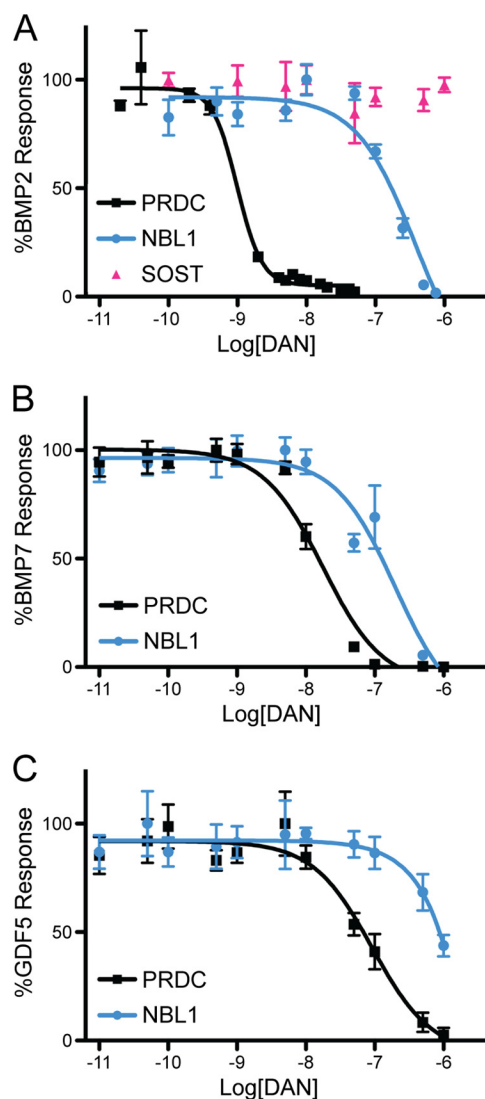 A
%BMP2 Response
100
50
0
PRDC
NBL1
SOST
-11 -10 -9 -8 -7 -6
Log[DAN]
B
%BMP7 Response
100
50
0
PRDC
NBL1
-11 -10 -9 -8 -7 -6
Log[DAN]
C
%GDF5 Response
100
50
0
PRDC
NBL1
-11 -10 -9 -8 -7 -6
Log[DAN]